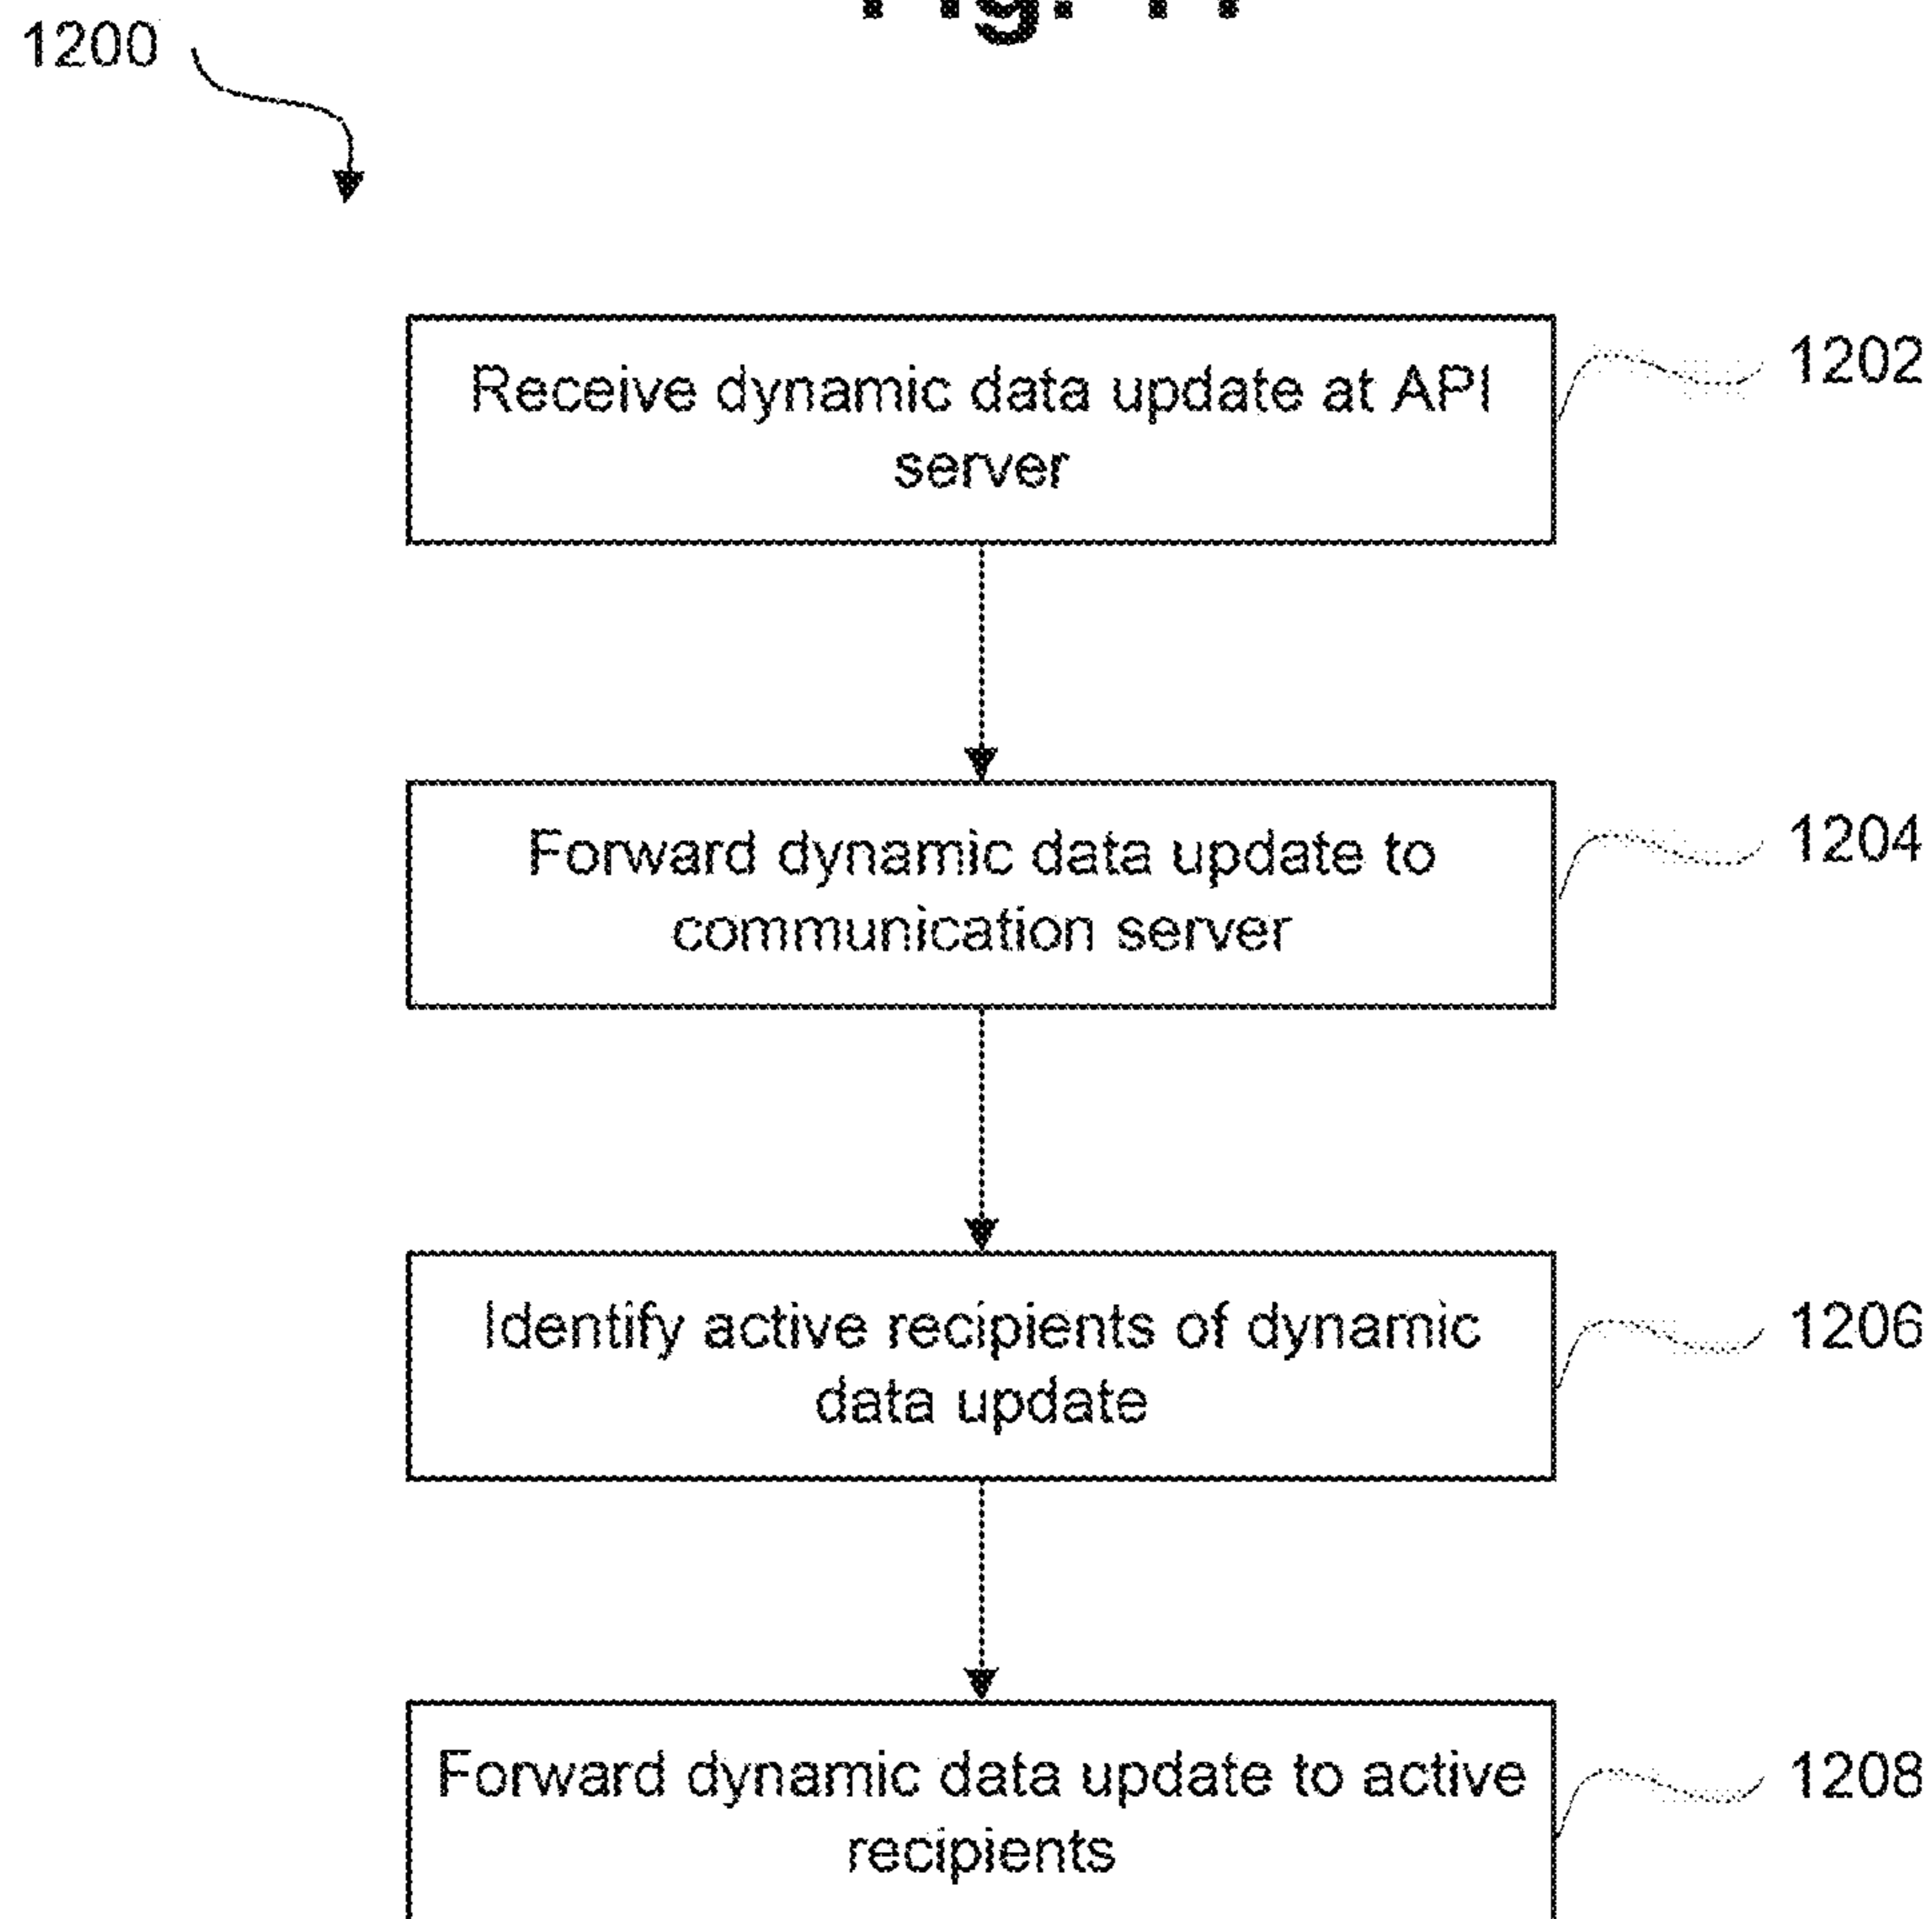 1200
Receive dynamic data update at API
server
1202
Forward dynamic data update to
communication server
1204
Identify active recipients of dynamic
data update
1206
Forward dynamic data update to active
recipients
1208